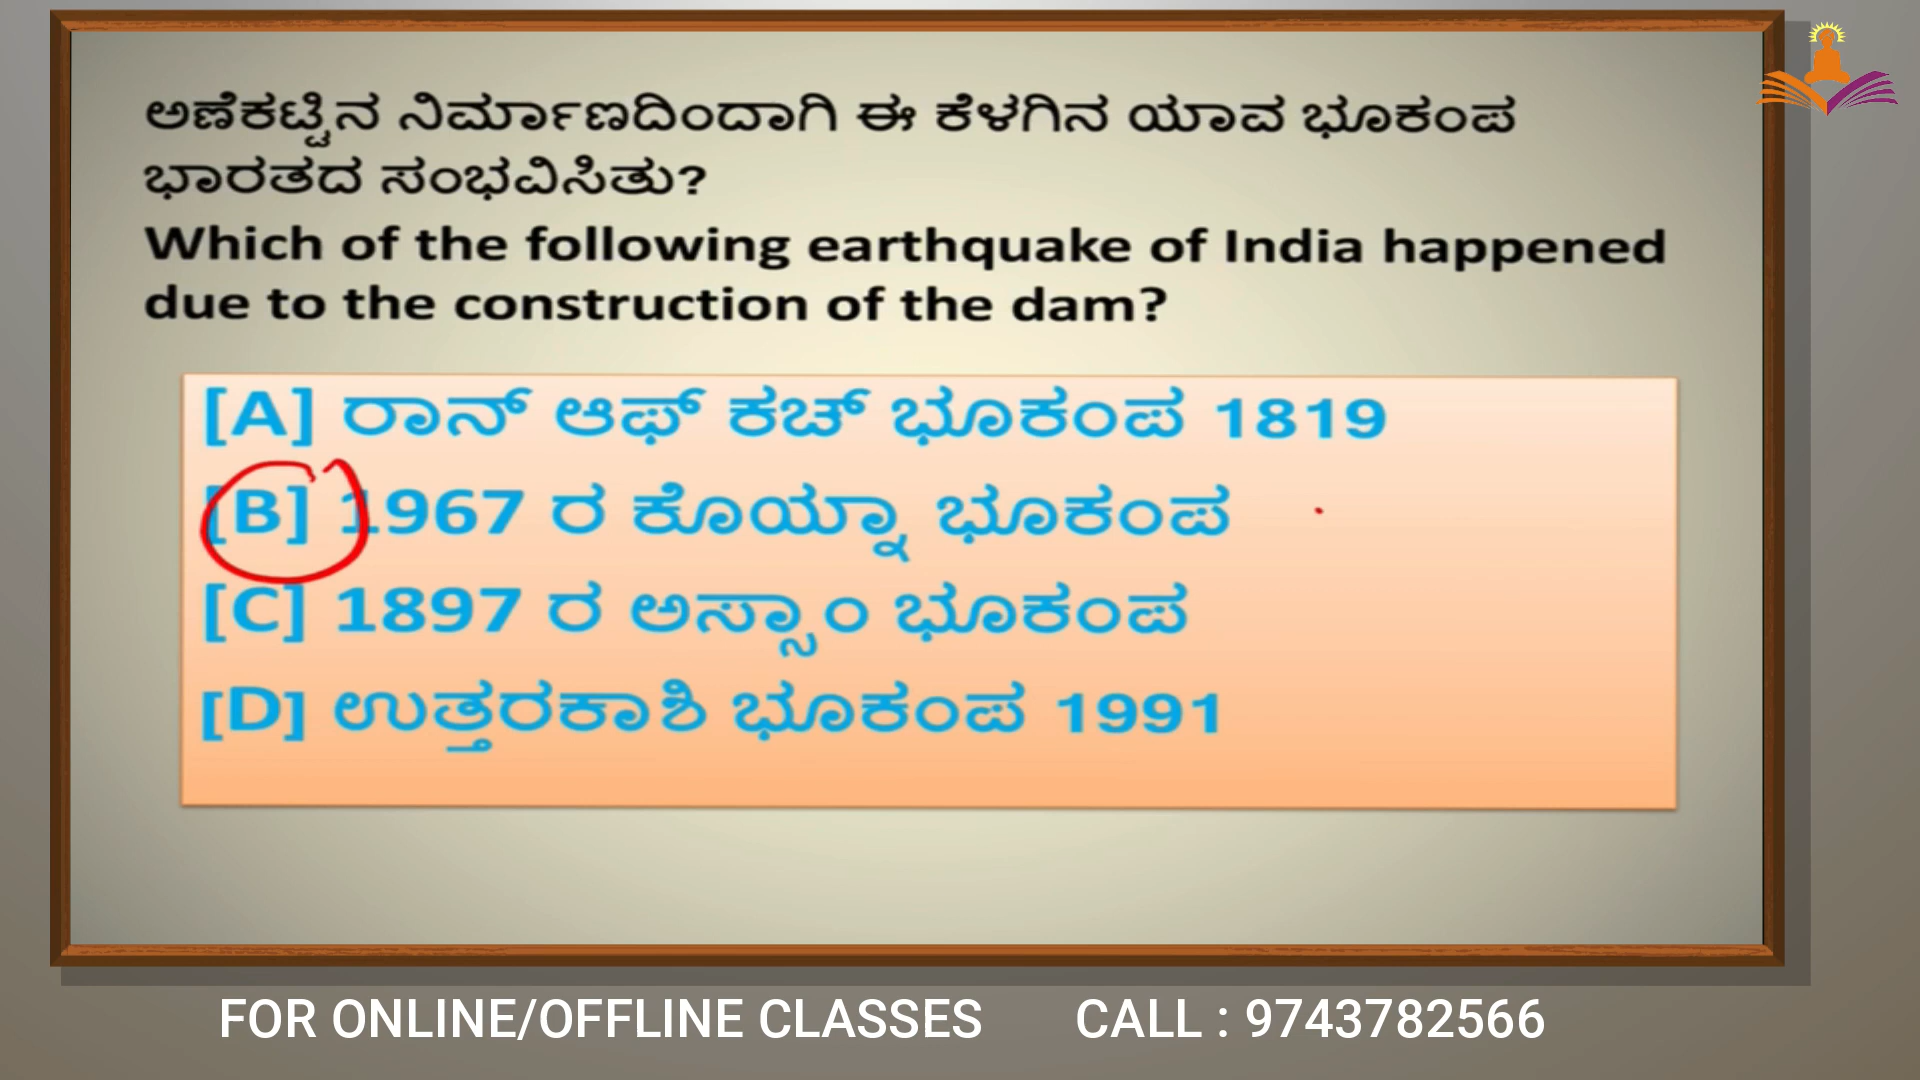 ಅಣೆಕಟ್ಟಿನ ನಿರ್ಮಾಣದಿಂದಾಗಿ ಈ ಕೆಳಗಿನ ಯಾವ ಭೂಕಂಪ
ಭಾರತದ ಸಂಭವಿಸಿತು?
Which of the following earthquake of India happened
due to the construction of the dam?
[A] ರಾನ್ ಆಫ್ ಕಚ್ ಭೂಕಂಪ 1819
[B] 1967 ರ ಕೊಯ್ನಾ ಭೂಕಂಪ
[C] 1897 ರ ಅಸ್ಸಾಂ ಭೂಕಂಪ
[D] ಉತ್ತರಕಾಶಿ ಭೂಕಂಪ 1991
FOR ONLINE/OFFLINE CLASSES CALL : 9743782566